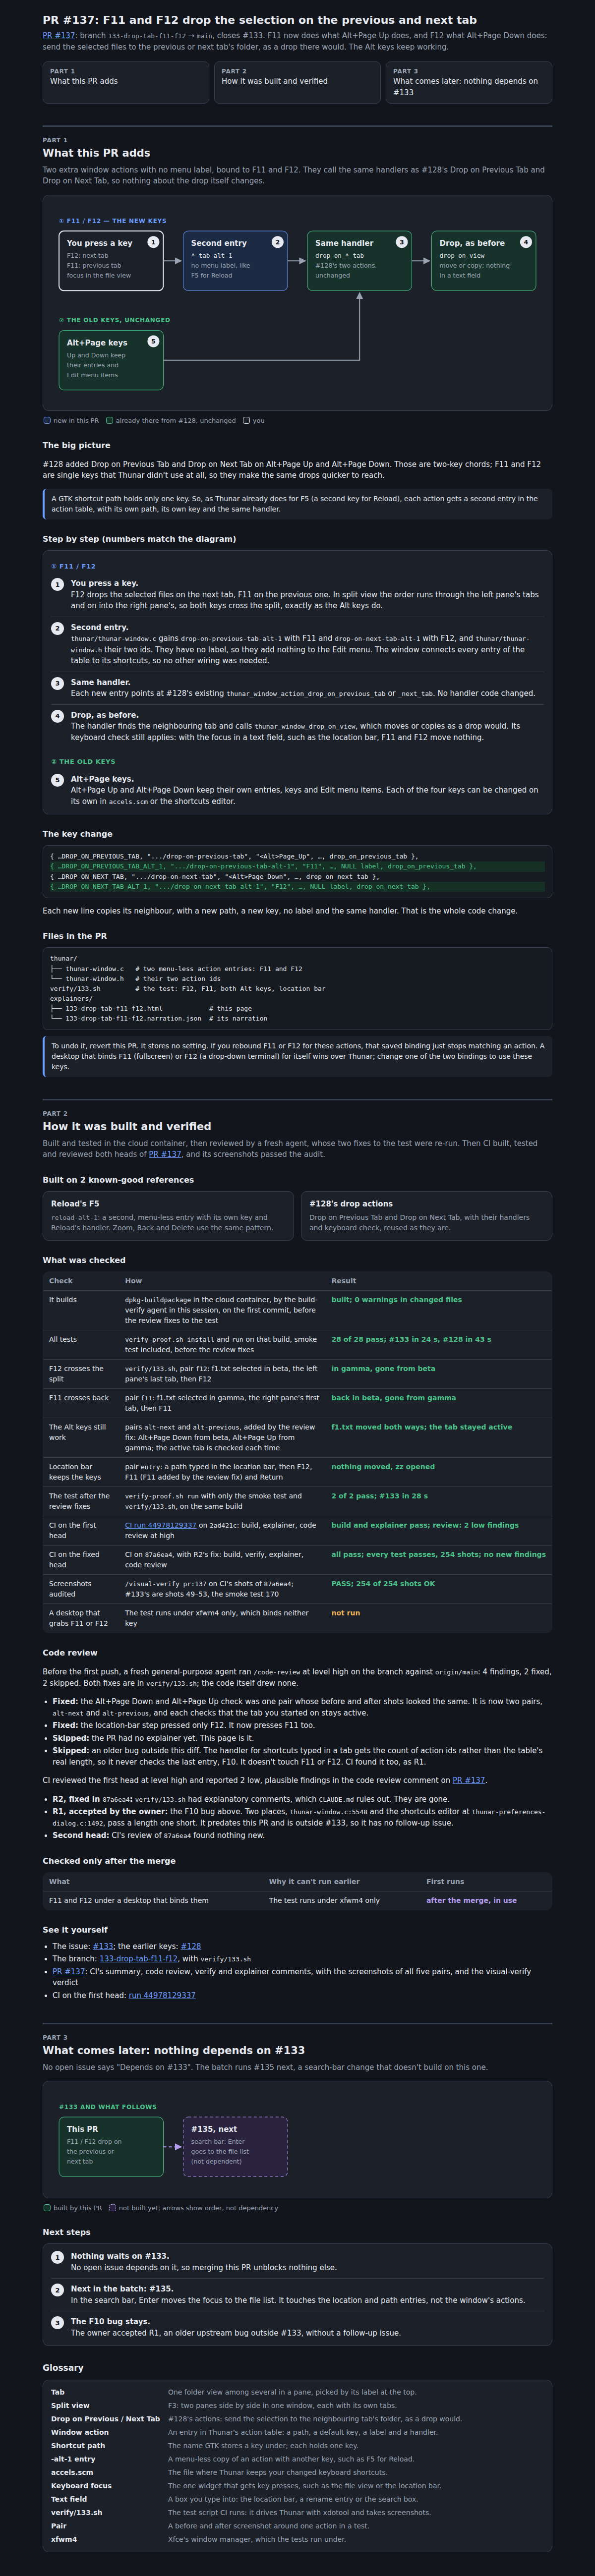 PR #137: F11 and F12 drop the selection on the previous and next tab
PR #137: branch 133-drop-tab-f11-f12 → main, closes #133. F11 now does what Alt+Page Up does, and F12 what Alt+Page Down does:
send the selected files to the previous or next tab's folder, as a drop there would. The Alt keys keep working.
PART 1
What this PR adds
PART 2
How it was built and verified
PART 3
What comes later: nothing depends on
#133
PART 1
What this PR adds
Two extra window actions with no menu label, bound to F11 and F12. They call the same handlers as #128's Drop on Previous Tab and
Drop on Next Tab, so nothing about the drop itself changes.
① F11 / F12 — THE NEW KEYS
You press a key
1
F12: next tab
F11: previous tab
focus in the file view
Second entry
2
*-tab-alt-1
no menu label, like
F5 for Reload
Same handler
3
drop_on_*_tab
#128's two actions,
unchanged
Drop, as before
4
drop_on_view
move or copy; nothing
in a text field
② THE OLD KEYS, UNCHANGED
Alt+Page keys
5
Up and Down keep
their entries and
Edit menu items
new in this PR
already there from #128, unchanged
you
The big picture
#128 added Drop on Previous Tab and Drop on Next Tab on Alt+Page Up and Alt+Page Down. Those are two-key chords; F11 and F12
are single keys that Thunar didn't use at all, so they make the same drops quicker to reach.
A GTK shortcut path holds only one key. So, as Thunar already does for F5 (a second key for Reload), each action gets a second entry in the
action table, with its own path, its own key and the same handler.
Step by step (numbers match the diagram)
① F11 / F12
1
You press a key.
F12 drops the selected files on the next tab, F11 on the previous one. In split view the order runs through the left pane's tabs
and on into the right pane's, so both keys cross the split, exactly as the Alt keys do.
2
Second entry.
thunar/thunar-window.c gains drop-on-previous-tab-alt-1 with F11 and drop-on-next-tab-alt-1 with F12, and thunar/thunar-
window.h their two ids. They have no label, so they add nothing to the Edit menu. The window connects every entry of the
table to its shortcuts, so no other wiring was needed.
3
Same handler.
Each new entry points at #128's existing thunar_window_action_drop_on_previous_tab or _next_tab. No handler code changed.
4
Drop, as before.
The handler finds the neighbouring tab and calls thunar_window_drop_on_view, which moves or copies as a drop would. Its
keyboard check still applies: with the focus in a text field, such as the location bar, F11 and F12 move nothing.
② THE OLD KEYS
5
Alt+Page keys.
Alt+Page Up and Alt+Page Down keep their own entries, keys and Edit menu items. Each of the four keys can be changed on
its own in accels.scm or the shortcuts editor.
The key change
{ …DROP_ON_PREVIOUS_TAB, ".../drop-on-previous-tab", "<Alt>Page_Up", …, drop_on_previous_tab },
{ …DROP_ON_PREVIOUS_TAB_ALT_1, ".../drop-on-previous-tab-alt-1", "F11", …, NULL label, drop_on_previous_tab },
{ …DROP_ON_NEXT_TAB, ".../drop-on-next-tab", "<Alt>Page_Down", …, drop_on_next_tab },
{ …DROP_ON_NEXT_TAB_ALT_1, ".../drop-on-next-tab-alt-1", "F12", …, NULL label, drop_on_next_tab },
Each new line copies its neighbour, with a new path, a new key, no label and the same handler. That is the whole code change.
Files in the PR
thunar/
├── thunar-window.c # two menu-less action entries: F11 and F12
└── thunar-window.h # their two action ids
verify/133.sh # the test: F12, F11, both Alt keys, location bar
explainers/
├── 133-drop-tab-f11-f12.html # this page
└── 133-drop-tab-f11-f12.narration.json # its narration
To undo it, revert this PR. It stores no setting. If you rebound F11 or F12 for these actions, that saved binding just stops matching an action. A
desktop that binds F11 (fullscreen) or F12 (a drop-down terminal) for itself wins over Thunar; change one of the two bindings to use these
keys.
PART 2
How it was built and verified
Built and tested in the cloud container, then reviewed by a fresh agent, whose two fixes to the test were re-run. Then CI built, tested
and reviewed both heads of PR #137, and its screenshots passed the audit.
Built on 2 known-good references
Reload's F5
reload-alt-1: a second, menu-less entry with its own key and
Reload's handler. Zoom, Back and Delete use the same pattern.
#128's drop actions
Drop on Previous Tab and Drop on Next Tab, with their handlers
and keyboard check, reused as they are.
What was checked
Check How Result
It builds
dpkg-buildpackage in the cloud container, by the build-
verify agent in this session, on the first commit, before
the review fixes to the test
built; 0 warnings in changed files
All tests
verify-proof.sh install and run on that build, smoke
test included, before the review fixes
28 of 28 pass; #133 in 24 s, #128 in 43 s
F12 crosses the
split
verify/133.sh, pair f12: f1.txt selected in beta, the left
pane's last tab, then F12
in gamma, gone from beta
F11 crosses back
pair f11: f1.txt selected in gamma, the right pane's first
tab, then F11
back in beta, gone from gamma
The Alt keys still
work
pairs alt-next and alt-previous, added by the review
fix: Alt+Page Down from beta, Alt+Page Up from
gamma; the active tab is checked each time
f1.txt moved both ways; the tab stayed active
Location bar
keeps the keys
pair entry: a path typed in the location bar, then F12,
F11 (F11 added by the review fix) and Return
nothing moved, zz opened
The test after the
review fixes
verify-proof.sh run with only the smoke test and
verify/133.sh, on the same build
2 of 2 pass; #133 in 28 s
CI on the first
head
CI run 44978129337 on 2ad421c: build, explainer, code
review at high
build and explainer pass; review: 2 low findings
CI on the fixed
head
CI on 87a6ea4, with R2's fix: build, verify, explainer,
code review
all pass; every test passes, 254 shots; no new findings
Screenshots
audited
/visual-verify pr:137 on CI's shots of 87a6ea4;
#133's are shots 49–53, the smoke test 170
PASS; 254 of 254 shots OK
A desktop that
grabs F11 or F12
The test runs under xfwm4 only, which binds neither
key
not run
Code review
Before the first push, a fresh general-purpose agent ran /code-review at level high on the branch against origin/main: 4 findings, 2 fixed,
2 skipped. Both fixes are in verify/133.sh; the code itself drew none.
• Fixed: the Alt+Page Down and Alt+Page Up check was one pair whose before and after shots looked the same. It is now two pairs,
alt-next and alt-previous, and each checks that the tab you started on stays active.
• Fixed: the location-bar step pressed only F12. It now presses F11 too.
• Skipped: the PR had no explainer yet. This page is it.
• Skipped: an older bug outside this diff. The handler for shortcuts typed in a tab gets the count of action ids rather than the table's
real length, so it never checks the last entry, F10. It doesn't touch F11 or F12. CI found it too, as R1.
CI reviewed the first head at level high and reported 2 low, plausible findings in the code review comment on PR #137.
• R2, fixed in 87a6ea4: verify/133.sh had explanatory comments, which CLAUDE.md rules out. They are gone.
• R1, accepted by the owner: the F10 bug above. Two places, thunar-window.c:5548 and the shortcuts editor at thunar-preferences-
dialog.c:1492, pass a length one short. It predates this PR and is outside #133, so it has no follow-up issue.
• Second head: CI's review of 87a6ea4 found nothing new.
Checked only after the merge
What Why it can't run earlier First runs
F11 and F12 under a desktop that binds them The test runs under xfwm4 only after the merge, in use
See it yourself
• The issue: #133; the earlier keys: #128
• The branch: 133-drop-tab-f11-f12, with verify/133.sh
• PR #137: CI's summary, code review, verify and explainer comments, with the screenshots of all five pairs, and the visual-verify
verdict
• CI on the first head: run 44978129337
PART 3
What comes later: nothing depends on #133
No open issue says "Depends on #133". The batch runs #135 next, a search-bar change that doesn't build on this one.
#133 AND WHAT FOLLOWS
This PR
F11 / F12 drop on
the previous or
next tab
#135, next
search bar: Enter
goes to the file list
(not dependent)
built by this PR
not built yet; arrows show order, not dependency
Next steps
1
Nothing waits on #133.
No open issue depends on it, so merging this PR unblocks nothing else.
2
Next in the batch: #135.
In the search bar, Enter moves the focus to the file list. It touches the location and path entries, not the window's actions.
3
The F10 bug stays.
The owner accepted R1, an older upstream bug outside #133, without a follow-up issue.
Glossary
Tab One folder view among several in a pane, picked by its label at the top.
Split view F3: two panes side by side in one window, each with its own tabs.
Drop on Previous / Next Tab #128's actions: send the selection to the neighbouring tab's folder, as a drop would.
Window action An entry in Thunar's action table: a path, a default key, a label and a handler.
Shortcut path The name GTK stores a key under; each holds one key.
-alt-1 entry A menu-less copy of an action with another key, such as F5 for Reload.
accels.scm The file where Thunar keeps your changed keyboard shortcuts.
Keyboard focus The one widget that gets key presses, such as the file view or the location bar.
Text field A box you type into: the location bar, a rename entry or the search box.
verify/133.sh The test script CI runs: it drives Thunar with xdotool and takes screenshots.
Pair A before and after screenshot around one action in a test.
xfwm4 Xfce's window manager, which the tests run under.